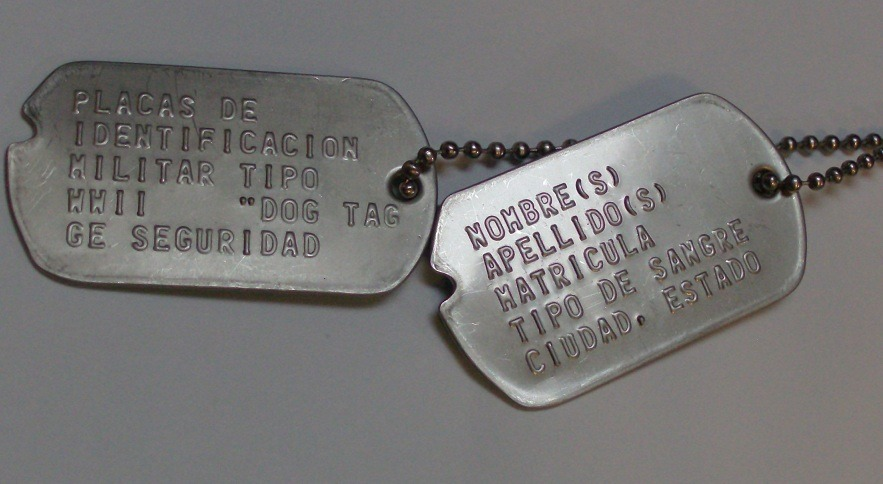 PLACAS DE
IDENTIFICACION
MILITAR TIPO
WWII "DOG TAG
GE SEGURIDAD
NOMBRE(S)
APELLIDO(S)
MATRICULA
TIPO DE SANGRE
CIUDAD, ESTADO